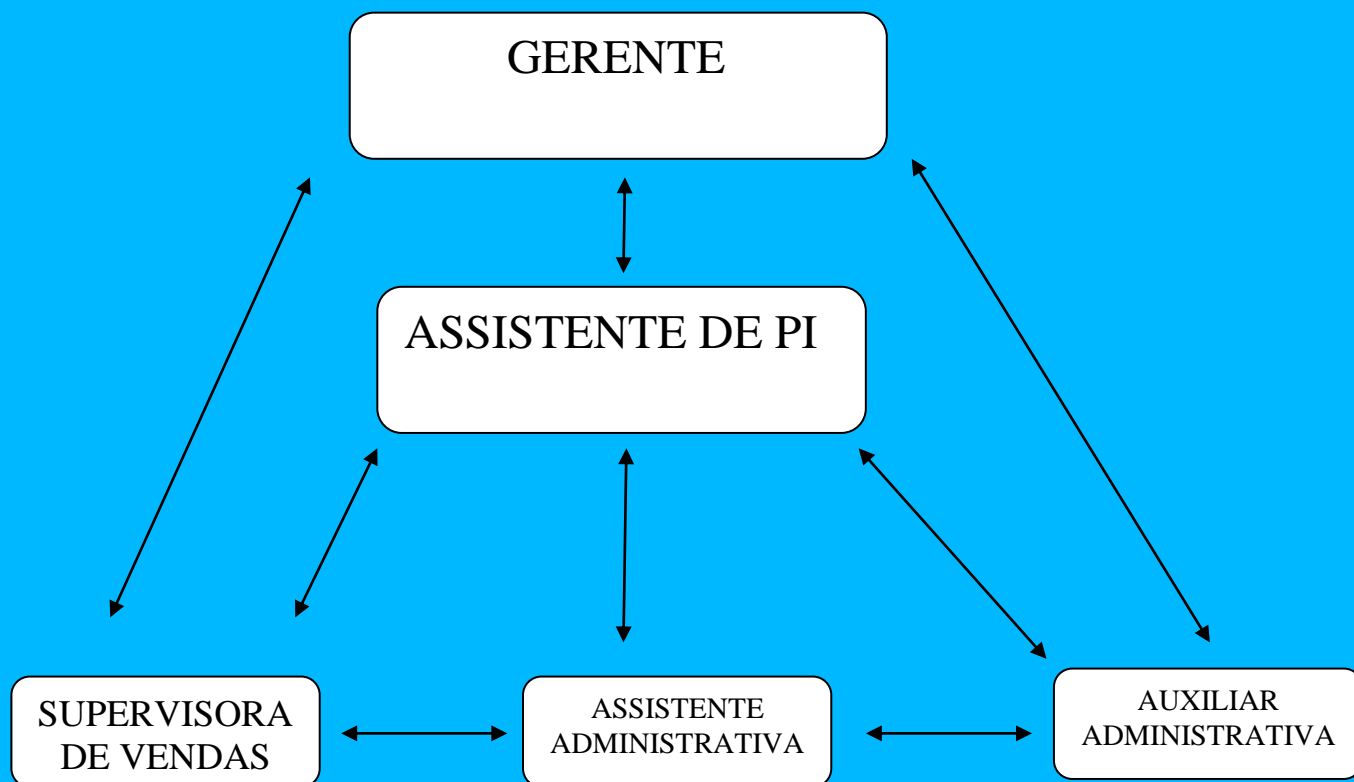 GERENTE
ASSISTENTE DE PI
SUPERVISORA
DE VENDAS
ASSISTENTE
ADMINISTRATIVA
AUXILIAR
ADMINISTRATIVA